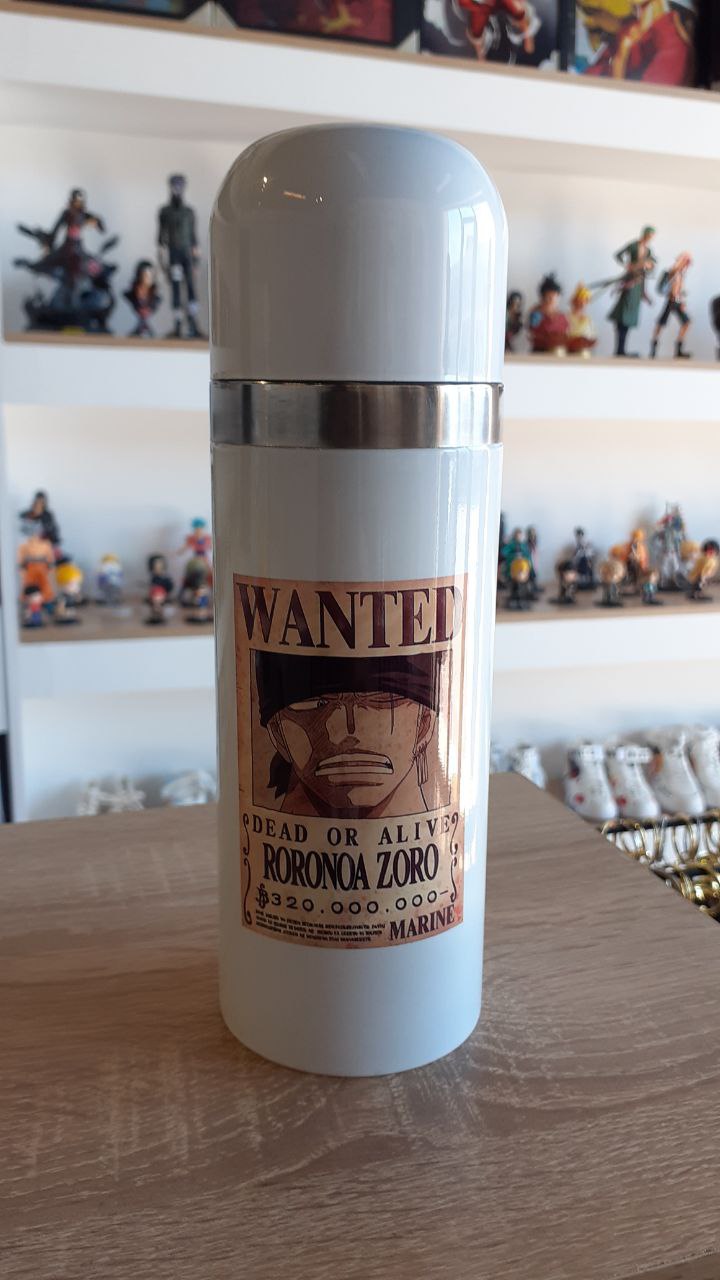 WANTED
DEAD OR ALIVE
RORONOA ZORO
฿320.000.000-
MARINE